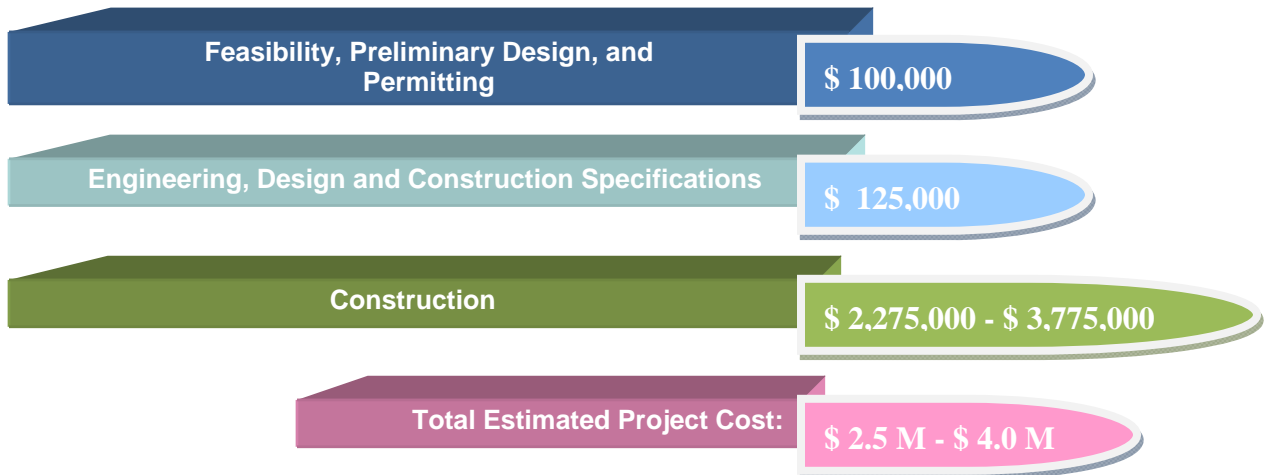 Feasibility, Preliminary Design, and
Permitting
$ 100,000
Engineering, Design and Construction Specifications
$ 125,000
Construction
$ 2,275,000 - $ 3,775,000
Total Estimated Project Cost:
$ 2.5 M - $ 4.0 M